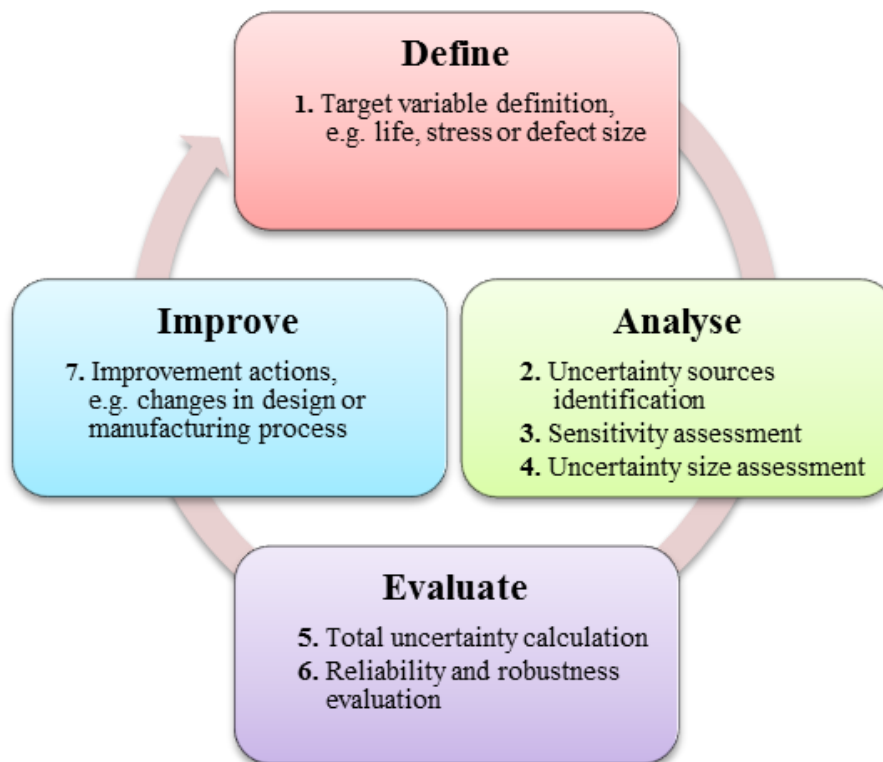 Define
1. Target variable definition,
e.g. life, stress or defect size
Analyse
2. Uncertainty sources
identification
3. Sensitivity assessment
4. Uncertainty size assessment
Evaluate
5. Total uncertainty calculation
6. Reliability and robustness
evaluation
Improve
7. Improvement actions,
e.g. changes in design or
manufacturing process